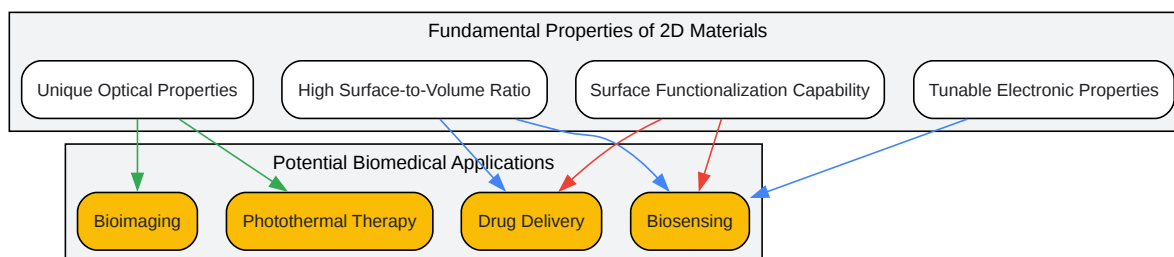 Fundamental Properties of 2D Materials
Unique Optical Properties
High Surface-to-Volume Ratio
Surface Functionalization Capability
Tunable Electronic Properties
Potential Biomedical Applications
Bioimaging
Photothermal Therapy
Drug Delivery
Biosensing